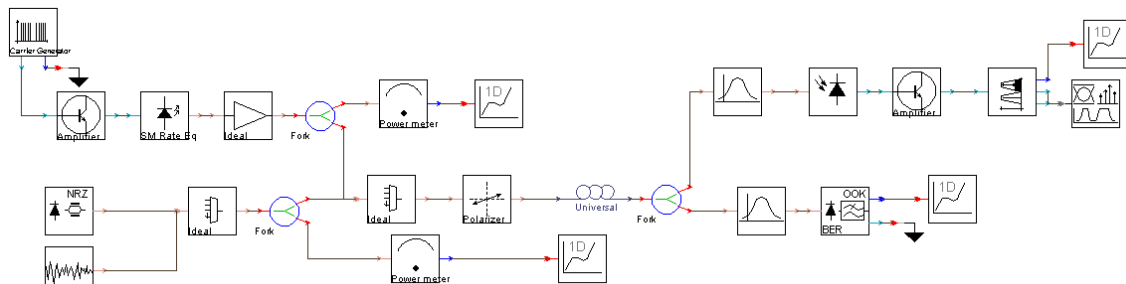 1D
Carrier Generator
1D
Amplifier
SM Rate Eq
Ideal
Fork
Power meter
Amplifier
NRZ
1D
OOK
1D
Ideal
Fork
Ideal
Polarizer
Universal
Fork
BER
1D
Power meter